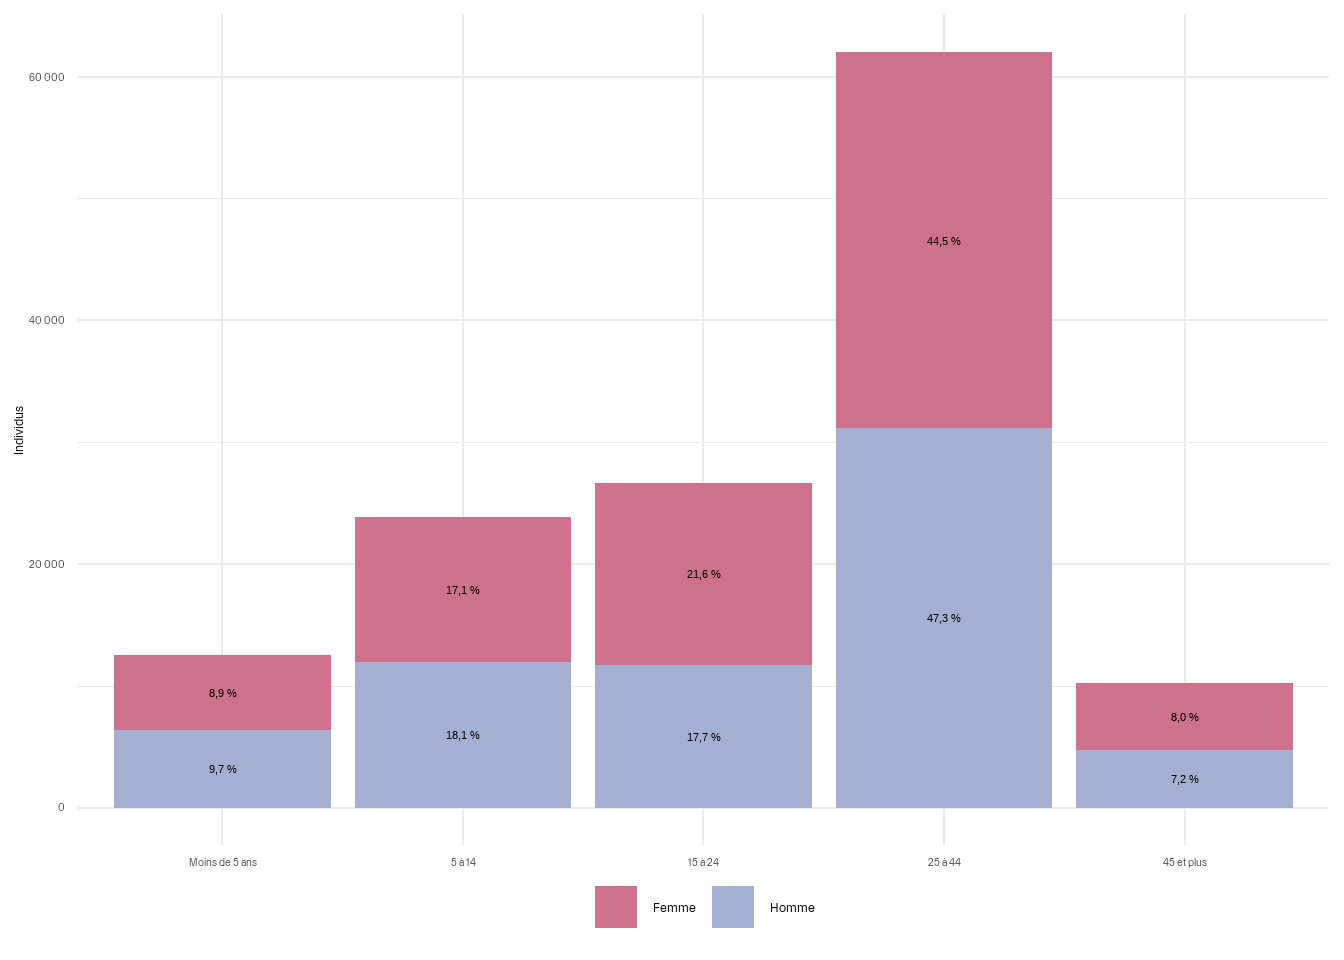 60 000
40 000
20 000
0
Individus
44,5 %
47,3 %
21,6 %
17,7 %
17,1 %
18,1 %
8,9 %
9,7 %
8,0 %
7,2 %
Moins de 5 ans
5 à 14
15 à 24
25 à 44
45 et plus
Femme
Homme